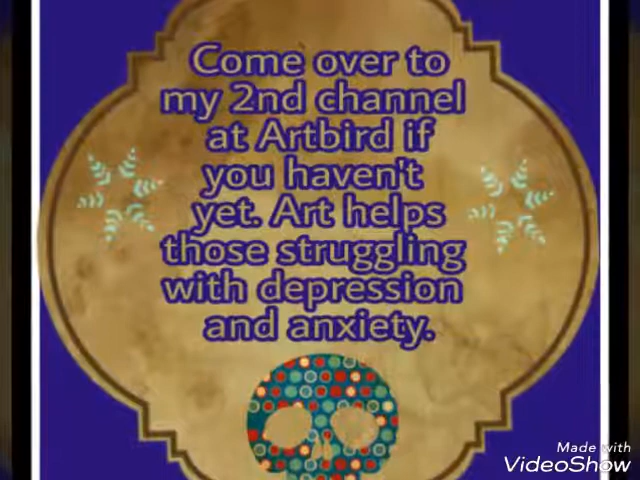 Come over to
my 2nd channel
at Artbird if
you haven't
yet. Art helps
those struggling
with depression
and anxiety.
Made with
VideoShow